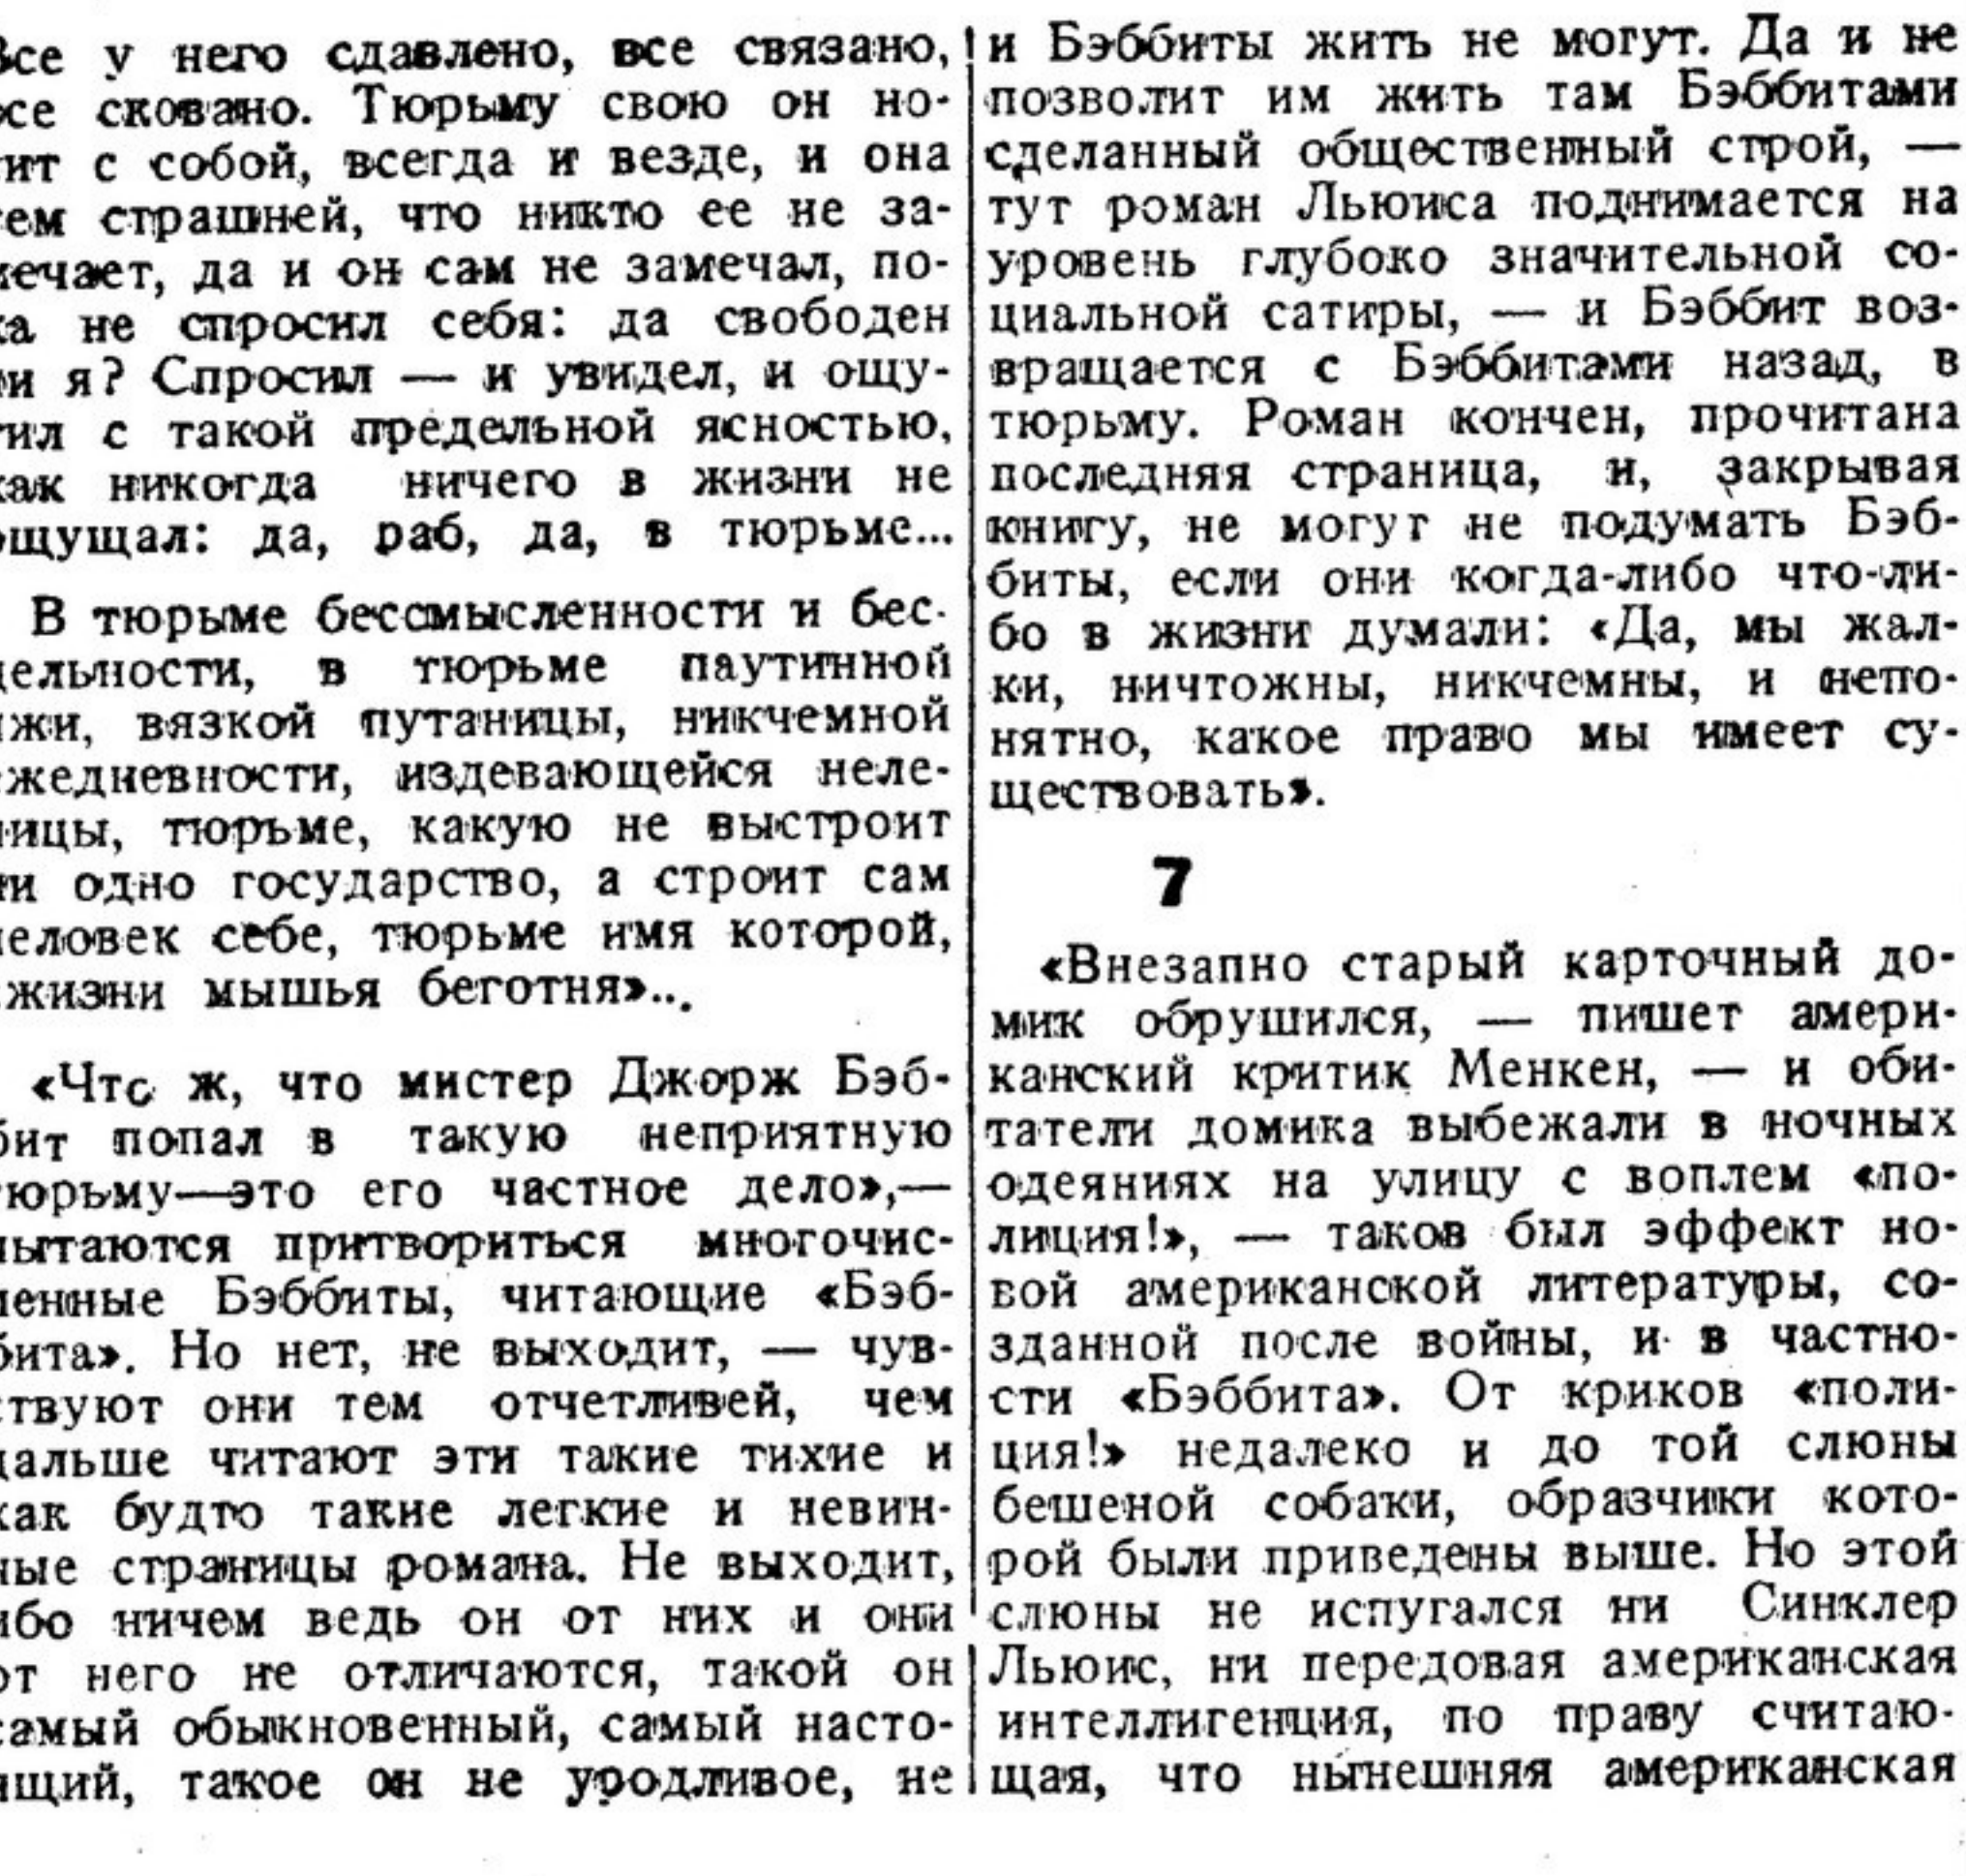 Все у него сдавлено, все связано,
все сковано. Тюрьму свою он но-
сит с собой, всегда и везде, и она
тем страшней, что никто ее не за-
мечает, да и он сам не замечал, по-
ка не спросил себя: да свободен
ли я? Спросил — и увидел, и ощу-
тил с такой предельной ясностью,
как никогда ничего в жизни не
ощущал: да, раб, да, в тюрьме...
В тюрьме бессмысленности и бес-
цельности, в тюрьме паутинной
лжи, вязкой путаницы, никчемной
ежедневности, издевающейся неле-
пицы, тюрьме, какую не выстроит
ни одно государство, а строит сам
человек себе, тюрьме имя которой,
«жизни мышья беготня»...
«Что ж, что мистер Джорж Бэб-
бит попал в такую неприятную
тюрьму—это его частное дело»,—
пытаются притвориться многочис-
ленные Бэббиты, читающие «Бэб-
бита». Но нет, не выходит, — чув-
ствуют они тем отчетливей, чем
дальше читают эти такие тихие и
как будто такие легкие и невин-
ные страницы романа. Не выходит,
ибо ничем ведь он от них и они
от него не отличаются, такой он
самый обыкновенный, самый насто-
ящий, такое он не уродливое, не
и Бэббиты жить не могут. Да и не
позволит им жить там Бэббитами
сделанный общественный строй, —
тут роман Льюиса поднимается на
уровень глубоко значительной со-
циальной сатиры, — и Бэббит воз-
вращается с Бэббитами назад, в
тюрьму. Роман кончен, прочитана
последняя страница, и, закрывая
книгу, не могут не подумать Бэб-
биты, если они когда-либо что-ли-
бо в жизни думали: «Да, мы жал-
ки, ничтожны, никчемны, и непо-
нятно, какое право мы имеет су-
ществовать».
7
«Внезапно старый карточный до-
мик обрушился, — пишет амери-
канский критик Менкен, — и оби-
татели домика выбежали в ночных
одеяниях на улицу с воплем «по-
лиция!», — таков был эффект но-
вой американской литературы, со-
зданной после войны, и в частно-
сти «Бэббита». От криков «поли-
ция!» недалеко и до той слюны
бешеной собаки, образчики кото-
рой были приведены выше. Но этой
слюны не испугался ни Синклер
Льюис, ни передовая американская
интеллигенция, по праву считаю-
щая, что нынешняя американская